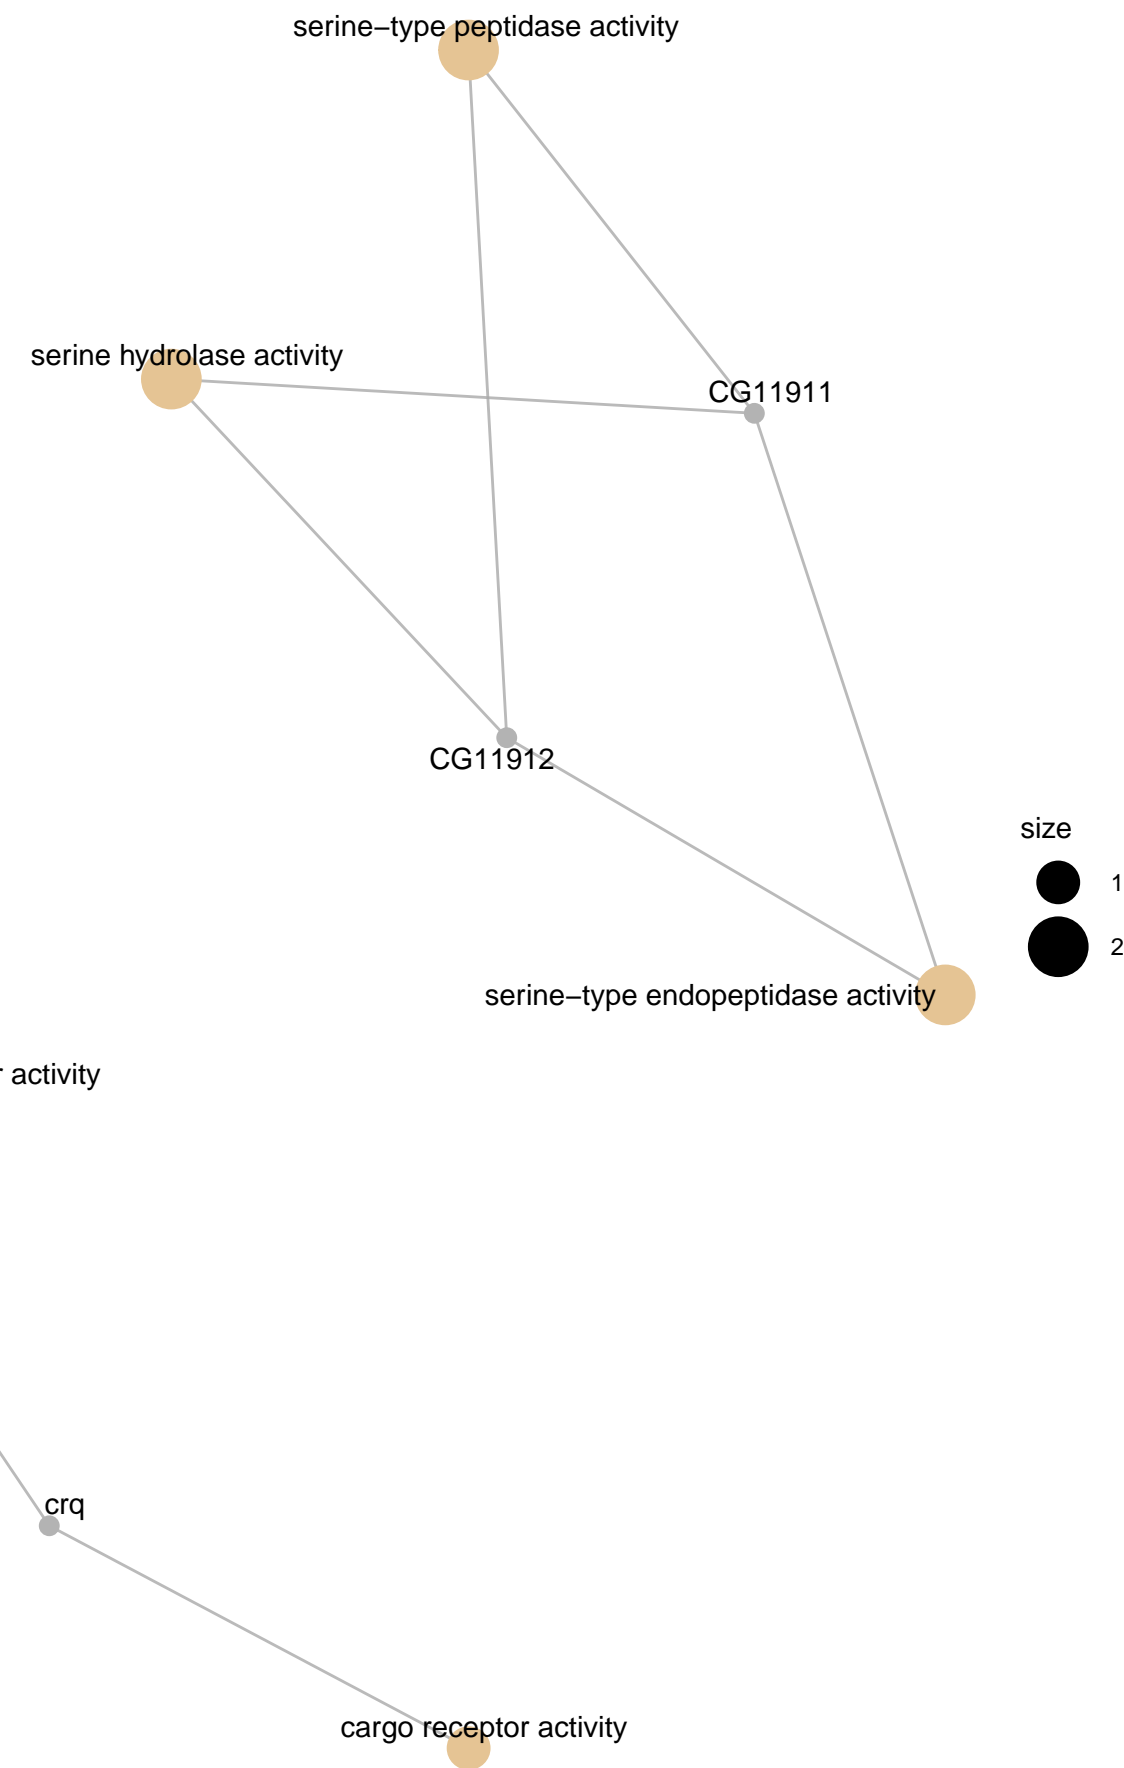 serine−type peptidase activity
serine hydrolase activity
CG11911
CG11912
size
1
2
serine−type endopeptidase activity
r activity
crq
cargo receptor activity